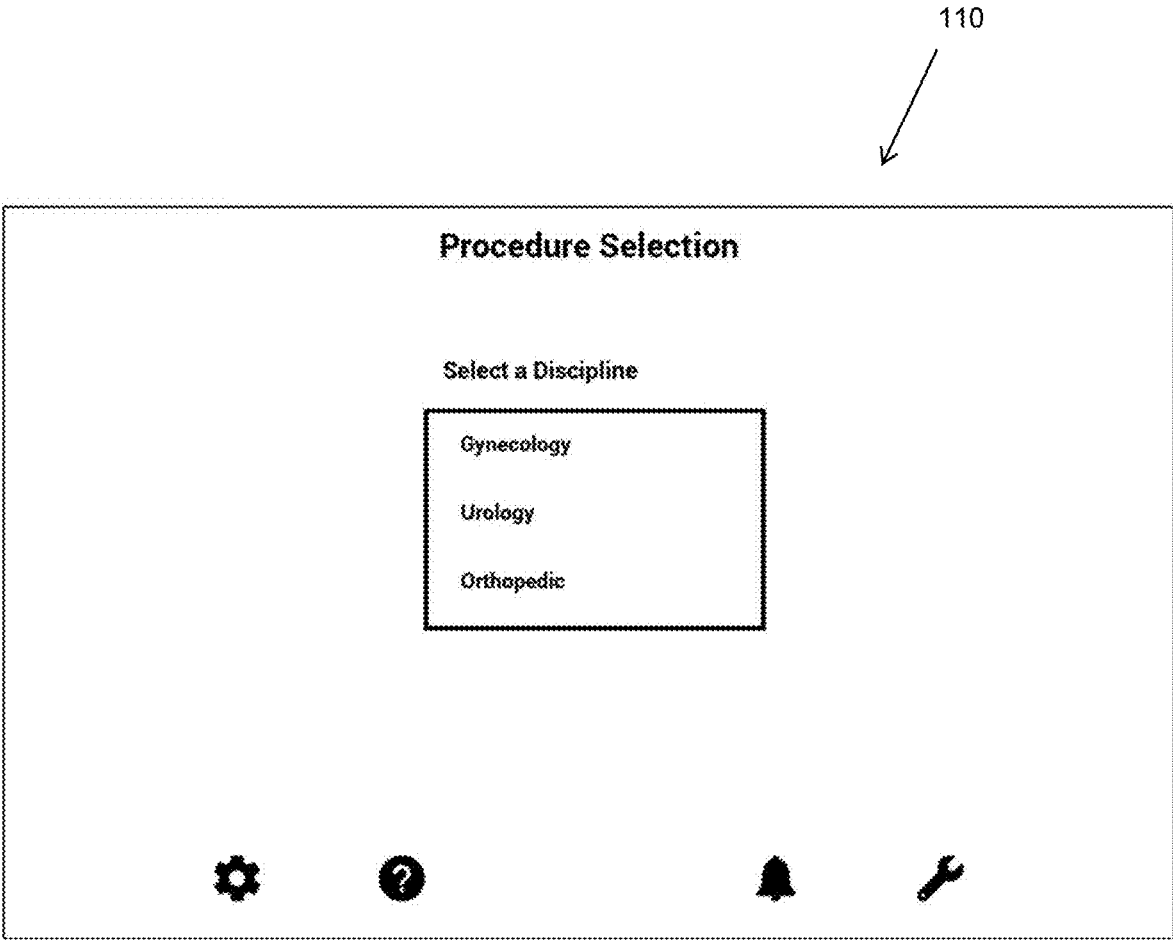 110
Procedure Selection
Select a Discipline
Gynecology
Urology
Orthopedic
?